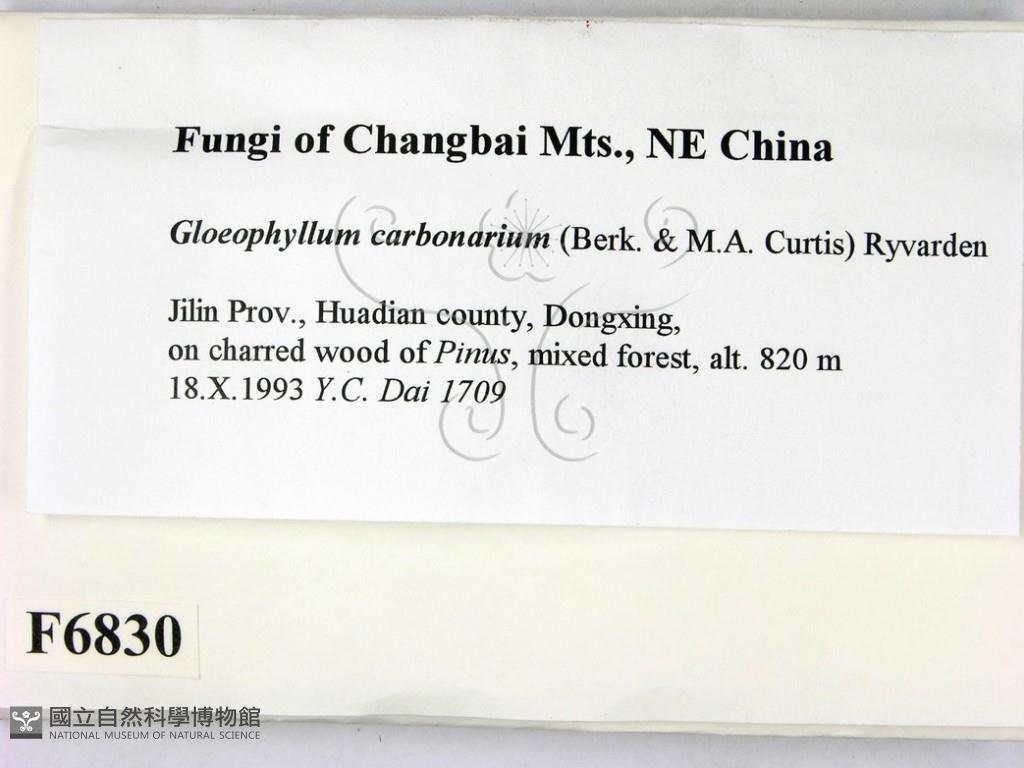 Fungi of Changbai Mts., NE China
Gloeophyllum carbonarium (Berk. & M.A. Curtis) Ryvarden
Jilin Prov., Huadian county, Dongxing,
on charred wood of Pinus, mixed forest, alt. 820 m
18.X.1993 Y.C. Dai 1709
F6830
國立自然科學博物館
NATIONAL MUSEUM OF NATURAL SCIENCE